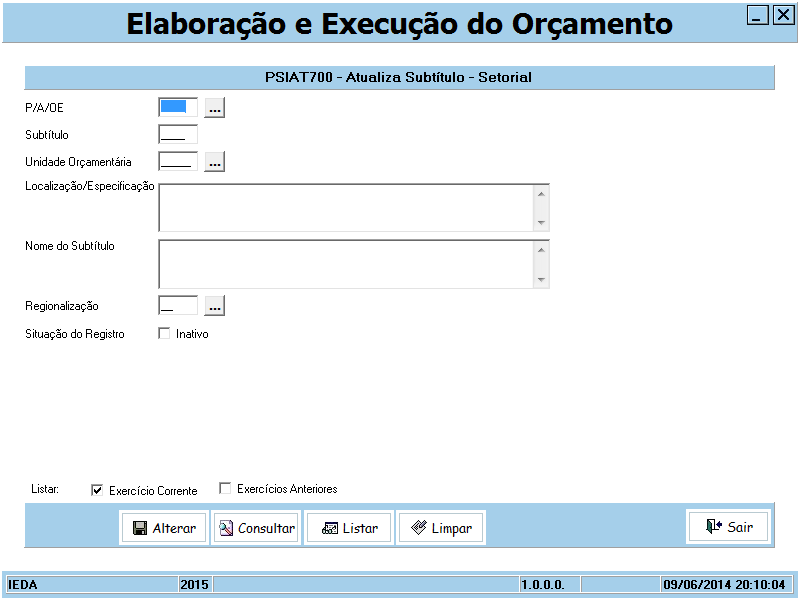 Elaboração e Execução do Orçamento
PSIAT700 - Atualiza Subtítulo - Setorial
P/A/OE ...
Subtítulo
Unidade Orçamentária ...
Localização/Especificação
Nome do Subtítulo
Regionalização ...
Situação do Registro Inativo
Listar: Exercício Corrente Exercícios Anteriores
Alterar Consultar Listar Limpar Sair
IEDA 2015 1.0.0.0. 09/06/2014 20:10:04